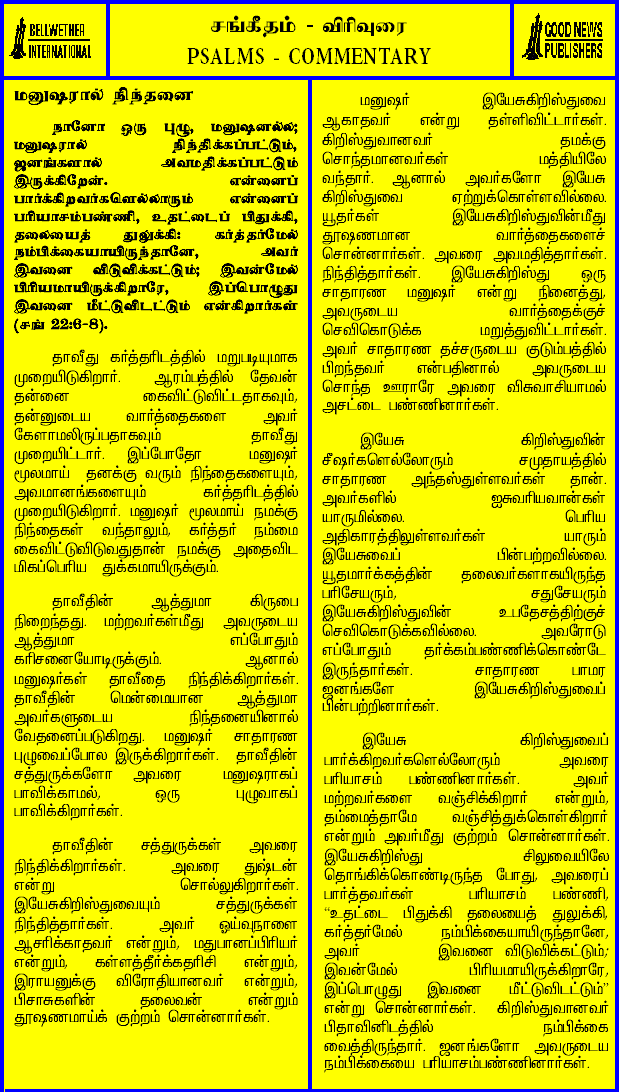 BELLWETHER
INTERNATIONAL
சங்கீதம் - விரிவுரை
PSALMS - COMMENTARY
GOOD NEWS
PUBLISHERS
மனுஷரால் நிந்தனை
நானோ ஒரு புழு, மனுஷனல்ல;
மனுஷரால் நிந்திக்கப்பட்டும்,
ஜனங்களால் அவமதிக்கப்பட்டும்
இருக்கிறேன். என்னைப்
பார்க்கிறவர்களெல்லாரும் என்னைப்
பரியாசம்பண்ணி, உதட்டைப் பிதுக்கி,
தலையைத் துலுக்கி: கர்த்தர்மேல்
நம்பிக்கையாயிருந்தானே, அவர்
இவனை விடுவிக்கட்டும்; இவன்மேல்
பிரியமாயிருக்கிறாரே, இப்பொழுது
இவனை மீட்டுவிடட்டும் என்கிறார்கள்
(சங் 22:6-8).
தாவீது கர்த்தரிடத்தில் மறுபடியுமாக
முறையிடுகிறார். ஆரம்பத்தில் தேவன்
தன்னை கைவிட்டுவிட்டதாகவும்,
தன்னுடைய வார்த்தைகளை அவர்
கேளாமலிருப்பதாகவும் தாவீது
முறையிட்டார். இப்போதோ மனுஷர்
மூலமாய் தனக்கு வரும் நிந்தைகளையும்,
அவமானங்களையும் கர்த்தரிடத்தில்
முறையிடுகிறார். மனுஷர் மூலமாய் நமக்கு
நிந்தைகள் வந்தாலும், கர்த்தர் நம்மை
கைவிட்டுவிடுவதுதான் நமக்கு அதைவிட
மிகப்பெரிய துக்கமாயிருக்கும்.
தாவீதின் ஆத்துமா கிருபை
நிறைந்தது. மற்றவர்கள்மீது அவருடைய
ஆத்துமா எப்போதும்
கரிசனையோடிருக்கும். ஆனால்
மனுஷர்கள் தாவீதை நிந்திக்கிறார்கள்.
தாவீதின் மென்மையான ஆத்துமா
அவர்களுடைய நிந்தனையினால்
வேதனைப்படுகிறது. மனுஷர் சாதாரண
புழுவைப்போல இருக்கிறார்கள். தாவீதின்
சத்துருக்களோ அவரை மனுஷராகப்
பாவிக்காமல், ஒரு புழுவாகப்
பாவிக்கிறார்கள்.
தாவீதின் சத்துருக்கள் அவரை
நிந்திக்கிறார்கள். அவரை துஷ்டன்
என்று சொல்லுகிறார்கள்.
இயேசுகிறிஸ்துவையும் சத்துருக்கள்
நிந்தித்தார்கள். அவர் ஓய்வுநாளை
ஆசரிக்காதவர் என்றும், மதுபானப்பிரியர்
என்றும், கள்ளத்தீர்க்கதரிசி என்றும்,
இராயனுக்கு விரோதியானவர் என்றும்,
பிசாசுகளின் தலைவன் என்றும்
தூஷணமாய்க் குற்றம் சொன்னார்கள்.
மனுஷர் இயேசுகிறிஸ்துவை
ஆகாதவர் என்று தள்ளிவிட்டார்கள்.
கிறிஸ்துவானவர் தமக்கு
சொந்தமானவர்கள் மத்தியிலே
வந்தார். ஆனால் அவர்களோ இயேசு
கிறிஸ்துவை ஏற்றுக்கொள்ளவில்லை.
யூதர்கள் இயேசுகிறிஸ்துவின்மீது
தூஷணமான வார்த்தைகளைச்
சொன்னார்கள். அவரை அவமதித்தார்கள்.
நிந்தித்தார்கள். இயேசுகிறிஸ்து ஒரு
சாதாரண மனுஷர் என்று நினைத்து,
அவருடைய வார்த்தைக்குச்
செவிகொடுக்க மறுத்துவிட்டார்கள்.
அவர் சாதாரண தச்சருடைய குடும்பத்தில்
பிறந்தவர் என்பதினால் அவருடைய
சொந்த ஊராரே அவரை விசுவாசியாமல்
அசட்டை பண்ணினார்கள்.
இயேசு கிறிஸ்துவின்
சீஷர்களெல்லோரும் சமுதாயத்தில்
சாதாரண அந்தஸ்துள்ளவர்கள் தான்.
அவர்களில் ஐசுவரியவான்கள்
யாருமில்லை. பெரிய
அதிகாரத்திலுள்ளவர்கள் யாரும்
இயேசுவைப் பின்பற்றவில்லை.
யூதமார்க்கத்தின் தலைவர்களாகயிருந்த
பரிசேயரும், சதுசேயரும்
இயேசுகிறிஸ்துவின் உபதேசத்திற்குச்
செவிகொடுக்கவில்லை. அவரோடு
எப்போதும் தர்க்கம்பண்ணிக்கொண்டே
இருந்தார்கள். சாதாரண பாமர
ஜனங்களே இயேசுகிறிஸ்துவைப்
பின்பற்றினார்கள்.
இயேசு கிறிஸ்துவைப்
பார்க்கிறவர்களெல்லோரும் அவரை
பரியாசம் பண்ணினார்கள். அவர்
மற்றவர்களை வஞ்சிக்கிறார் என்றும்,
தம்மைத்தாமே வஞ்சித்துக்கொள்கிறார்
என்றும் அவர்மீது குற்றம் சொன்னார்கள்.
இயேசுகிறிஸ்து சிலுவையிலே
தொங்கிக்கொண்டிருந்த போது, அவரைப்
பார்த்தவர்கள் பரியாசம் பண்ணி,
“உதட்டை பிதுக்கி தலையைத் துலுக்கி,
கர்த்தர்மேல் நம்பிக்கையாயிருந்தானே,
அவர் இவனை விடுவிக்கட்டும்;
இவன்மேல் பிரியமாயிருக்கிறாரே,
இப்பொழுது இவனை மீட்டுவிடட்டும்”
என்று சொன்னார்கள். கிறிஸ்துவானவர்
பிதாவினிடத்தில் நம்பிக்கை
வைத்திருந்தார். ஜனங்களோ அவருடைய
நம்பிக்கையை பரியாசம்பண்ணினார்கள்.